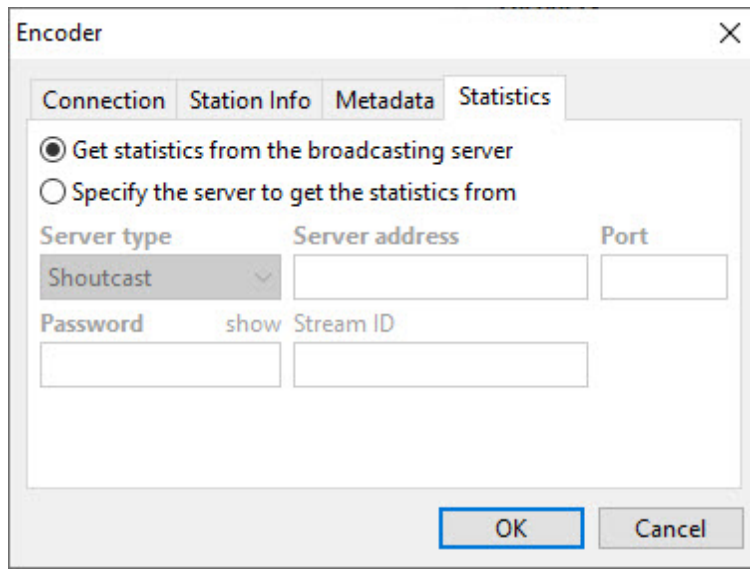 Encoder
Connection Station Info Metadata Statistics
Get statistics from the broadcasting server
Specify the server to get the statistics from
Server type Server address Port
Shoutcast
Password show Stream ID
OK Cancel